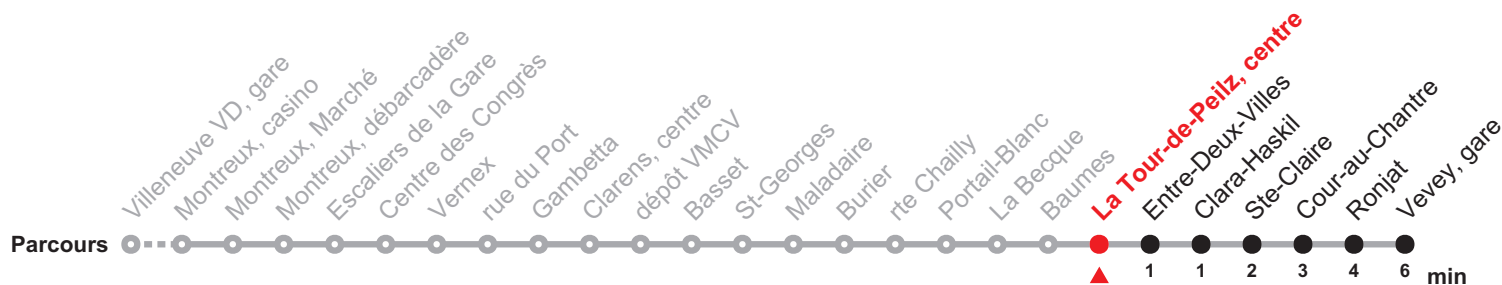 Villeneuve VD, gare
Montreux, casino
Montreux, Marché
Montreux, débarcadère
Escaliers de la Gare
Centre des Congrès
Vernex
rue du Port
Gambetta
Clarens, centre
dépôt VMCV
Basset
St-Georges
Maladaire
Burier
rte Chailly
Portail-Blanc
La Becque
Baumes
La Tour-de-Peilz, centre
Entre-Deux-Villes
Clara-Haskil
Ste-Claire
Cour-au-Chantre
Ronjat
Vevey, gare
Parcours
1 1 2 3 4 6 min